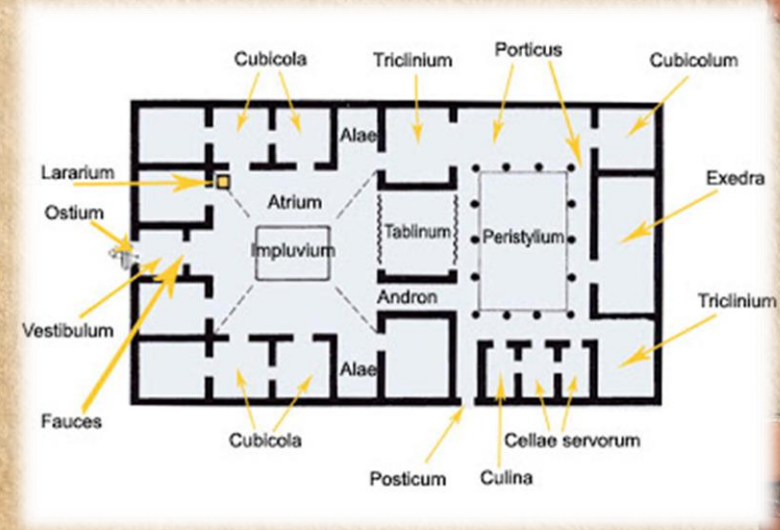 Cubicola
Triclinium
Porticus
Cubicolum
Alae
Lararium
Atrium
Exedra
Ostium
Tablinum
Peristylium
Impluvium
Andron
Triclinium
Vestibulum
Alae
Fauces
Cubicola
Cellae servorum
Posticum
Culina